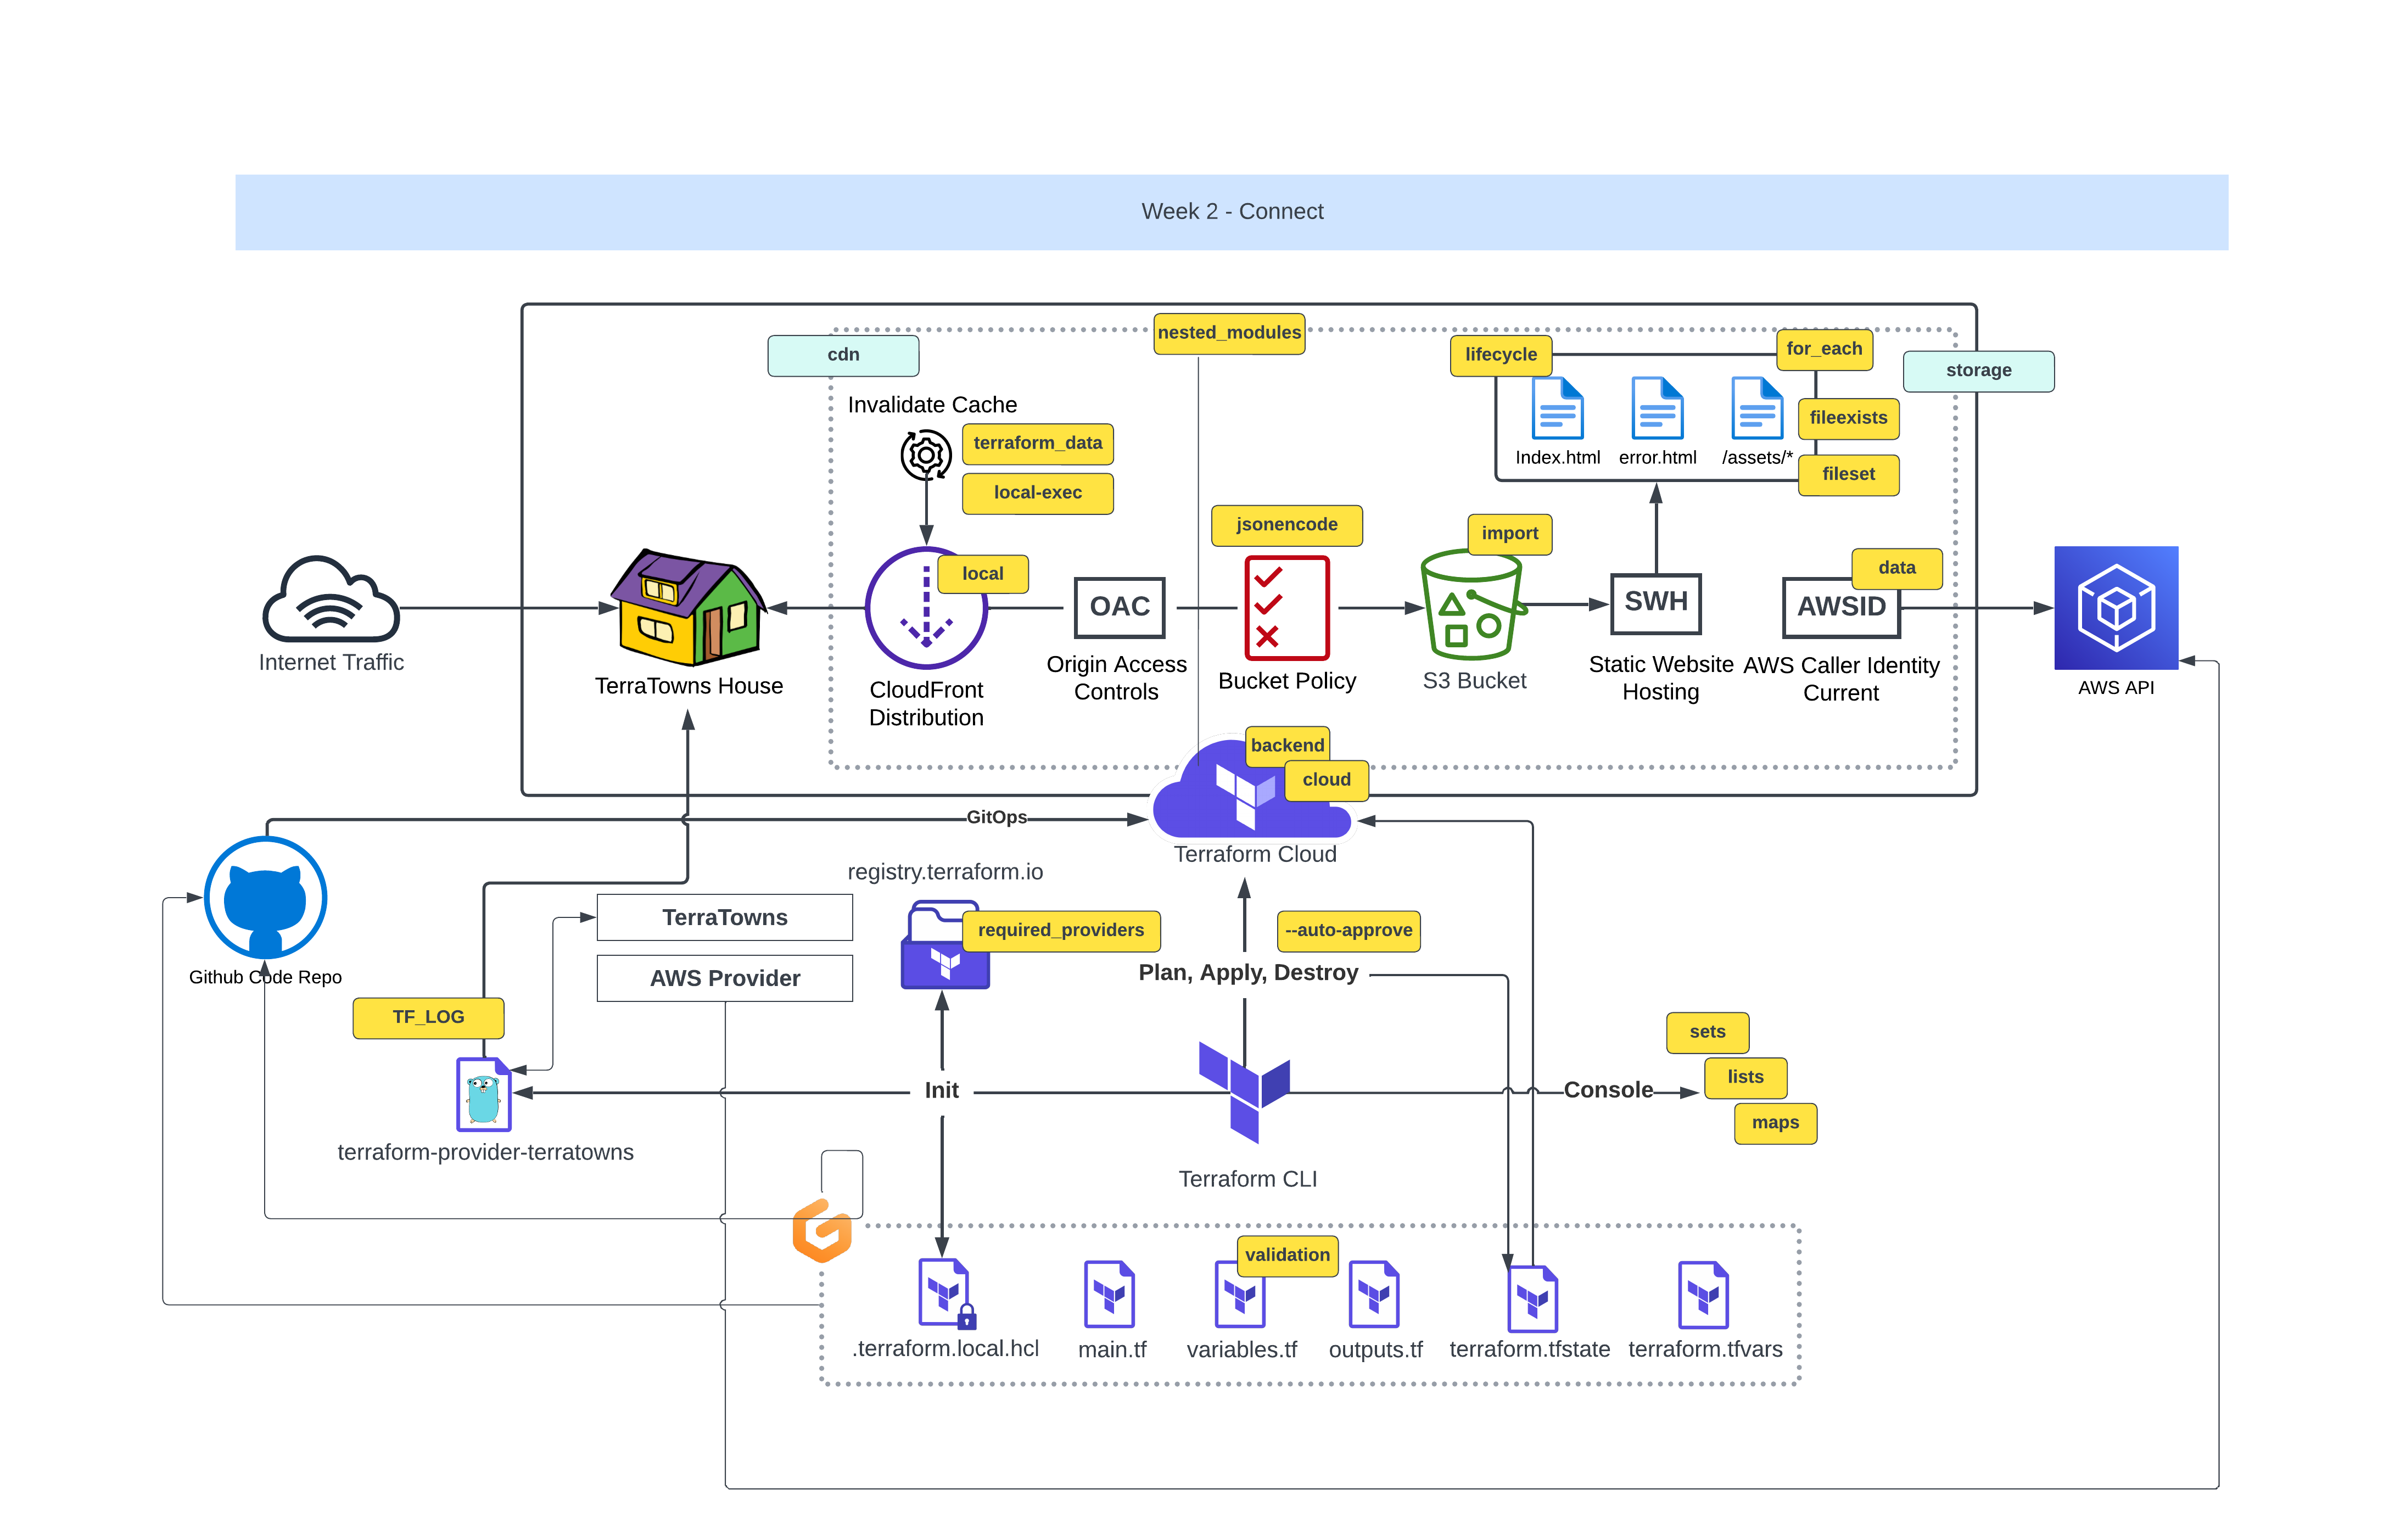 Week 2 - Connect
nested_modules
cdn
lifecycle
for_each
storage
Invalidate Cache
terraform_data
local-exec
fileexists
Index.html
error.html
/assets/*
fileset
jsonencode
import
local
data
OAC
SWH
AWSID
Internet Traffic
TerraTowns House
CloudFront
Distribution
Origin Access
Controls
Bucket Policy
S3 Bucket
Static Website
Hosting
AWS Caller Identity
Current
AWS API
backend
cloud
GitOps
Terraform Cloud
registry.terraform.io
TerraTowns
required_providers
--auto-approve
AWS Provider
Plan, Apply, Destroy
Github Code Repo
TF_LOG
sets
lists
maps
Init
Console
terraform-provider-terratowns
Terraform CLI
validation
.terraform.local.hcl
main.tf
variables.tf
outputs.tf
terraform.tfstate
terraform.tfvars